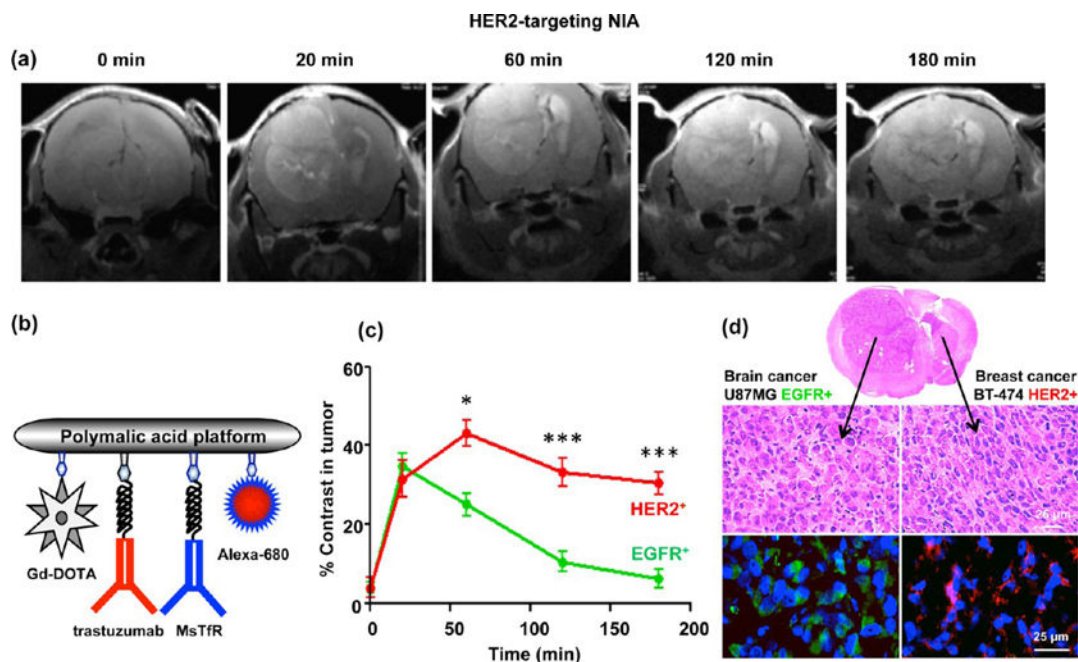 HER2-targeting NIA
(a)
0 min
20 min
60 min
120 min
180 min
(b)
Polymalic acid platform
Gd-DOTA
Alexa-680
trastuzumab
MsTfR
(c)
% Contrast in tumor
60
40
20
0
*
***
***
HER2⁺
EGFR⁺
0
50
100
150
200
Time (min)
(d)
Brain cancer
U87MG EGFR+
Breast cancer
BT-474 HER2+
25 µm
25 µm